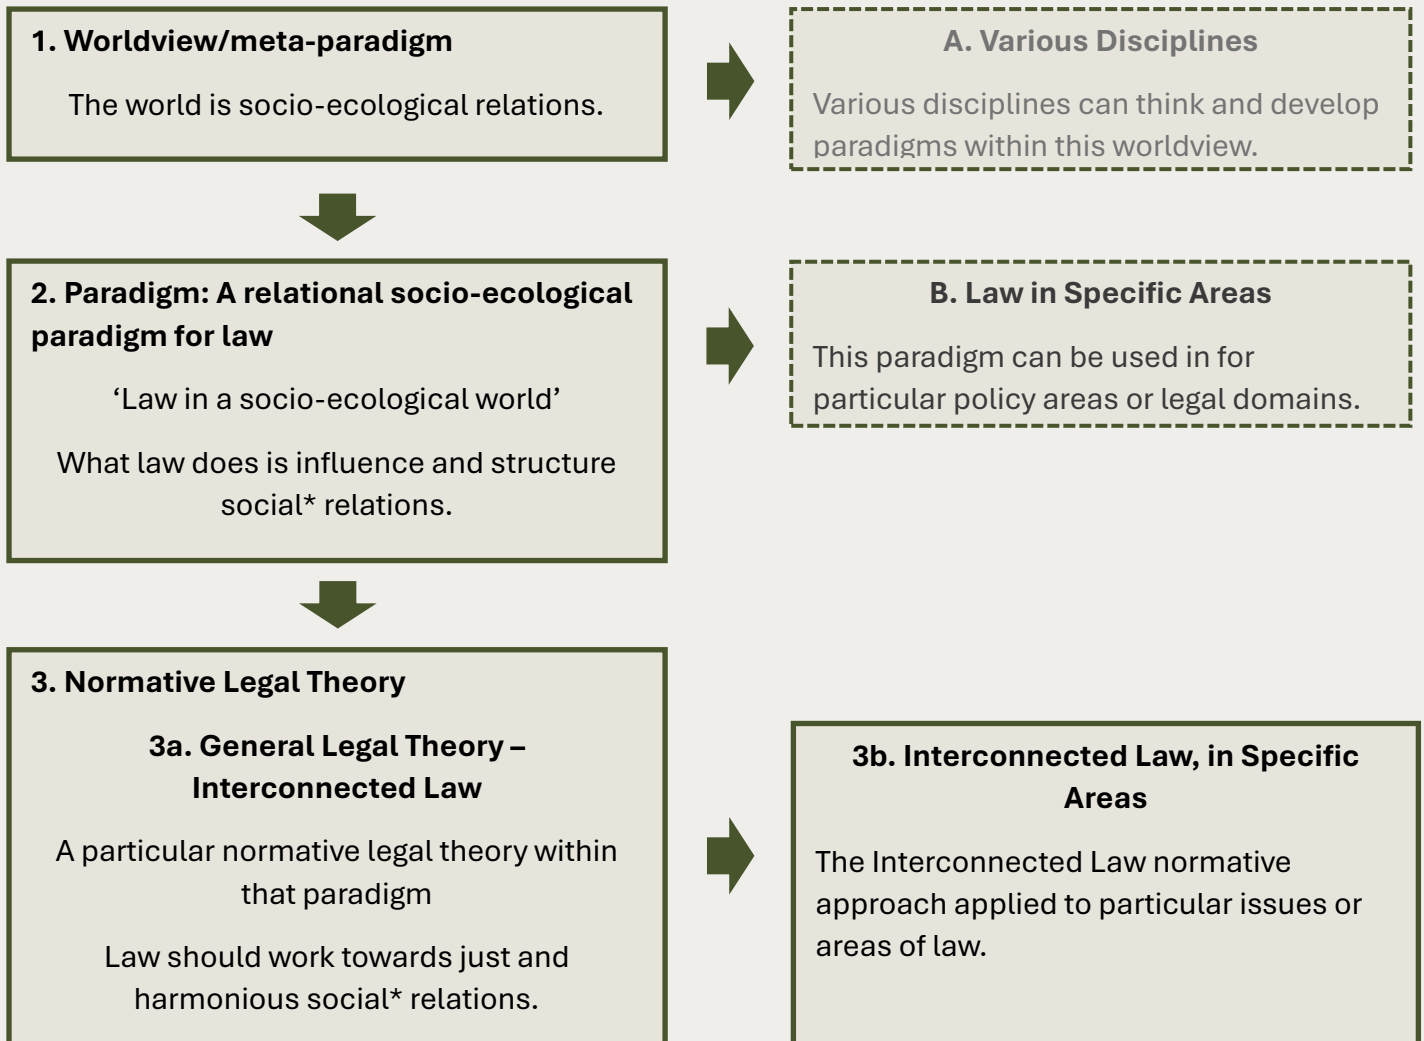 1. Worldview/meta-paradigm
The world is socio-ecological relations.
A. Various Disciplines
Various disciplines can think and develop
paradigms within this worldview.
2. Paradigm: A relational socio-ecological
paradigm for law
‘Law in a socio-ecological world’
What law does is influence and structure
social* relations.
B. Law in Specific Areas
This paradigm can be used in for
particular policy areas or legal domains.
3. Normative Legal Theory
3a. General Legal Theory –
Interconnected Law
A particular normative legal theory within
that paradigm
Law should work towards just and
harmonious social* relations.
3b. Interconnected Law, in Specific
Areas
The Interconnected Law normative
approach applied to particular issues or
areas of law.